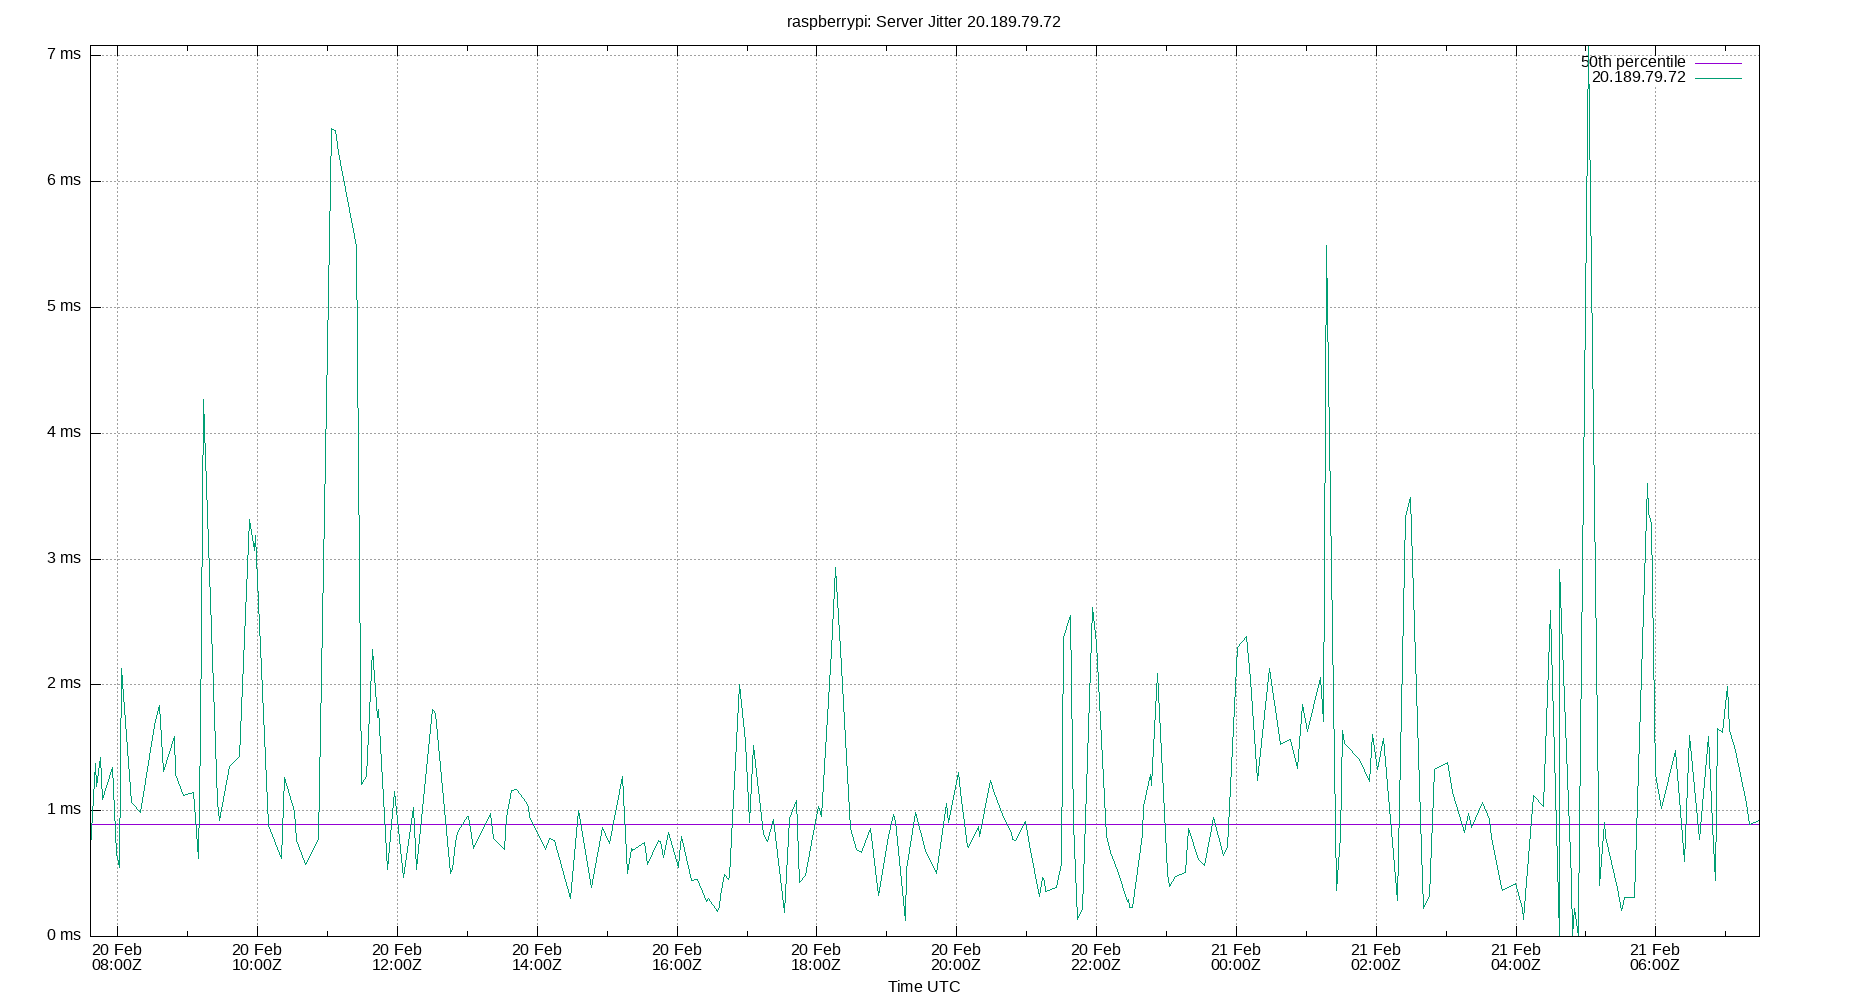 raspberrypi: Server Jitter 20.189.79.72
7 ms
50th percentile
20.189.79.72
6 ms
5 ms
4 ms
3 ms
2 ms
1 ms
0 ms
20 Feb 20 Feb 20 Feb 20 Feb 20 Feb 20 Feb 20 Feb 20 Feb 21 Feb 21 Feb 21 Feb 21 Feb
08:00Z 10:00Z 12:00Z 14:00Z 16:00Z 18:00Z 20:00Z 22:00Z 00:00Z 02:00Z 04:00Z 06:00Z
Time UTC